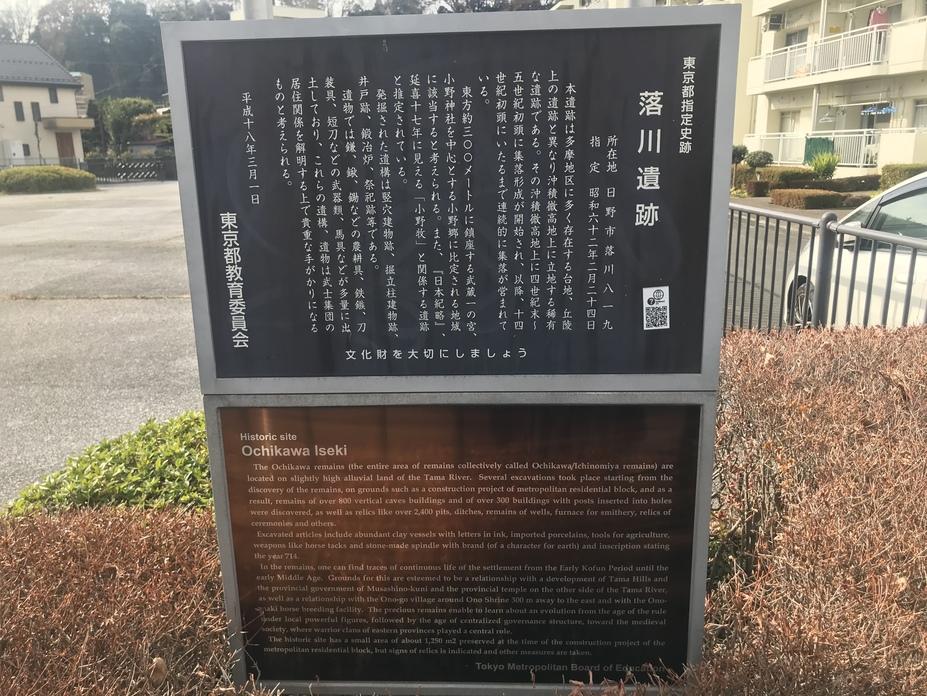 東京都指定史跡
落川遺跡
所在地　日野市落川八一九
指定　昭和六十二年二月二十四日
本遺跡は多摩地区に多く存在する台地、丘陵
上の遺跡と異なり沖積微高地上に立地する稀有
な遺跡である。その沖積微高地上に四世紀末～
五世紀初頭に集落形成が開始され、以降、十四
世紀初頭にいたるまで連続的に集落が営まれて
いる。
東方約三〇〇メートルに鎮座する武蔵一の宮、
小野神社を中心とする小野郷に比定される地域
に該当すると考えられる。また、『日本紀略』、
延喜十七年に見える「小野牧」と関係する遺跡
と推定されている。
発掘された遺構は竪穴建物跡、掘立柱建物跡、
井戸跡、鍛冶炉、祭祀跡等である。
遺物では鎌、鍬、鋤などの農耕具、鉄鏃、刀
装具、短刀などの武器類、馬具などが多量に出
土しており、これらの遺構、遺物は武士集団の
居住関係を解明する上で貴重な手がかりになる
ものと考えられる。
平成十八年三月一日
東京都教育委員会
文化財を大切にしましょう
Historic site
Ochikawa Iseki
The Ochikawa remains (the entire area of remains collectively called Ochikawa/Ichinomiya remains) are
located on slightly high alluvial land of the Tama River. Several excavations took place starting from the
discovery of the remains, on grounds such as a construction project of metropolitan residential block, and as a
result, remains of over 800 vertical caves buildings and of over 300 buildings with posts inserted into holes
were discovered, as well as relics like over 2,400 pits, ditches, remains of wells, furnace for smithery, relics of
ceremonies and others.
Excavated articles include abundant clay vessels with letters in ink, imported porcelains, tools for agriculture,
weapons like horse tacks and stone-made spindle with brand (of a character for earth) and inscription stating
the year 714.
In the remains, one can find traces of continuous life of the settlement from the Early Kofun Period until the
early Middle Age. Grounds for this are esteemed to be a relationship with a development of Tama Hills and
the provincial government of Musashino-kuni and the provincial temple on the other side of the Tama River,
as well as a relationship with the Ono-go village around Ono Shrine 300 m away to the east and with the Ono-
maki horse breeding facility. The precious remains enable to learn about an evolution from the age of the rule
under local powerful figures, followed by the age of centralized governance structure, toward the medieval
society, where warrior clans of eastern provinces played a central role.
The historic site has a small area of about 1,250 m2 preserved at the time of the construction project of the
metropolitan residential block, but signs of relics is indicated and other measures are taken.
Tokyo Metropolitan Board of Education